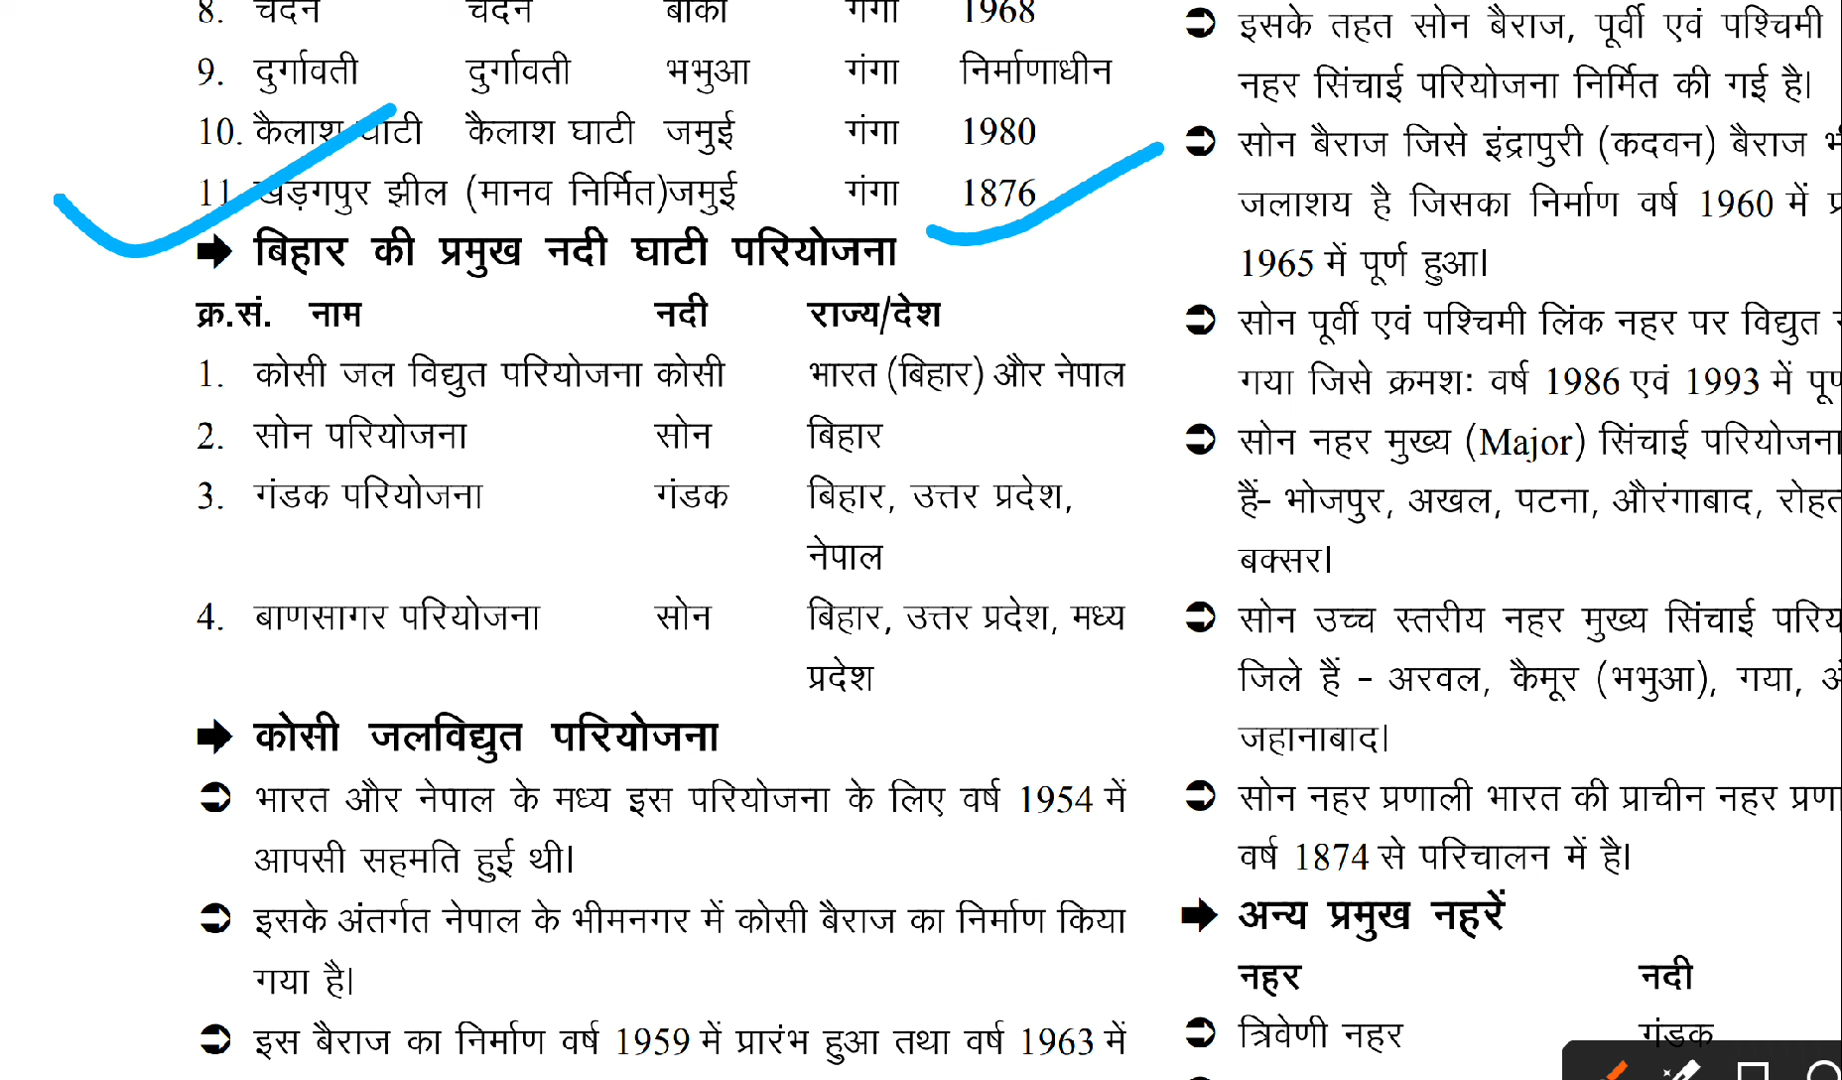 8. चंदन चंदन बांका गंगा 1968
9. दुर्गावती दुर्गावती भभुआ गंगा निर्माणाधीन
10. कैलाश घाटी कैलाश घाटी जमुई गंगा 1980
11. खड़गपुर झील (मानव निर्मित)जमुई गंगा 1876
बिहार की प्रमुख नदी घाटी परियोजना
क्र.सं. नाम नदी राज्य/देश
1. कोसी जल विद्युत परियोजना कोसी भारत (बिहार) और नेपाल
2. सोन परियोजना सोन बिहार
3. गंडक परियोजना गंडक बिहार, उत्तर प्रदेश,
नेपाल
4. बाणसागर परियोजना सोन बिहार, उत्तर प्रदेश, मध्य
प्रदेश
कोसी जलविद्युत परियोजना
भारत और नेपाल के मध्य इस परियोजना के लिए वर्ष 1954 में
आपसी सहमति हुई थी।
इसके अंतर्गत नेपाल के भीमनगर में कोसी बैराज का निर्माण किया
गया है।
इस बैराज का निर्माण वर्ष 1959 में प्रारंभ हुआ तथा वर्ष 1963 में
इसके तहत सोन बैराज, पूर्वी एवं पश्चिमी
नहर सिंचाई परियोजना निर्मित की गई है।
सोन बैराज जिसे इंद्रापुरी (कदवन) बैराज
जलाशय है जिसका निर्माण वर्ष 1960 में
1965 में पूर्ण हुआ।
सोन पूर्वी एवं पश्चिमी लिंक नहर पर विद्युत
गया जिसे क्रमशः वर्ष 1986 एवं 1993 में
सोन नहर मुख्य (Major) सिंचाई परियोजना
हैं- भोजपुर, अखल, पटना, औरंगाबाद,
बक्सर।
सोन उच्च स्तरीय नहर मुख्य सिंचाई
जिले हैं - अरवल, कैमूर (भभुआ), गया,
जहानाबाद।
सोन नहर प्रणाली भारत की प्राचीन नहर
वर्ष 1874 से परिचालन में है।
अन्य प्रमुख नहरें
नहर नदी
त्रिवेणी नहर गंडक